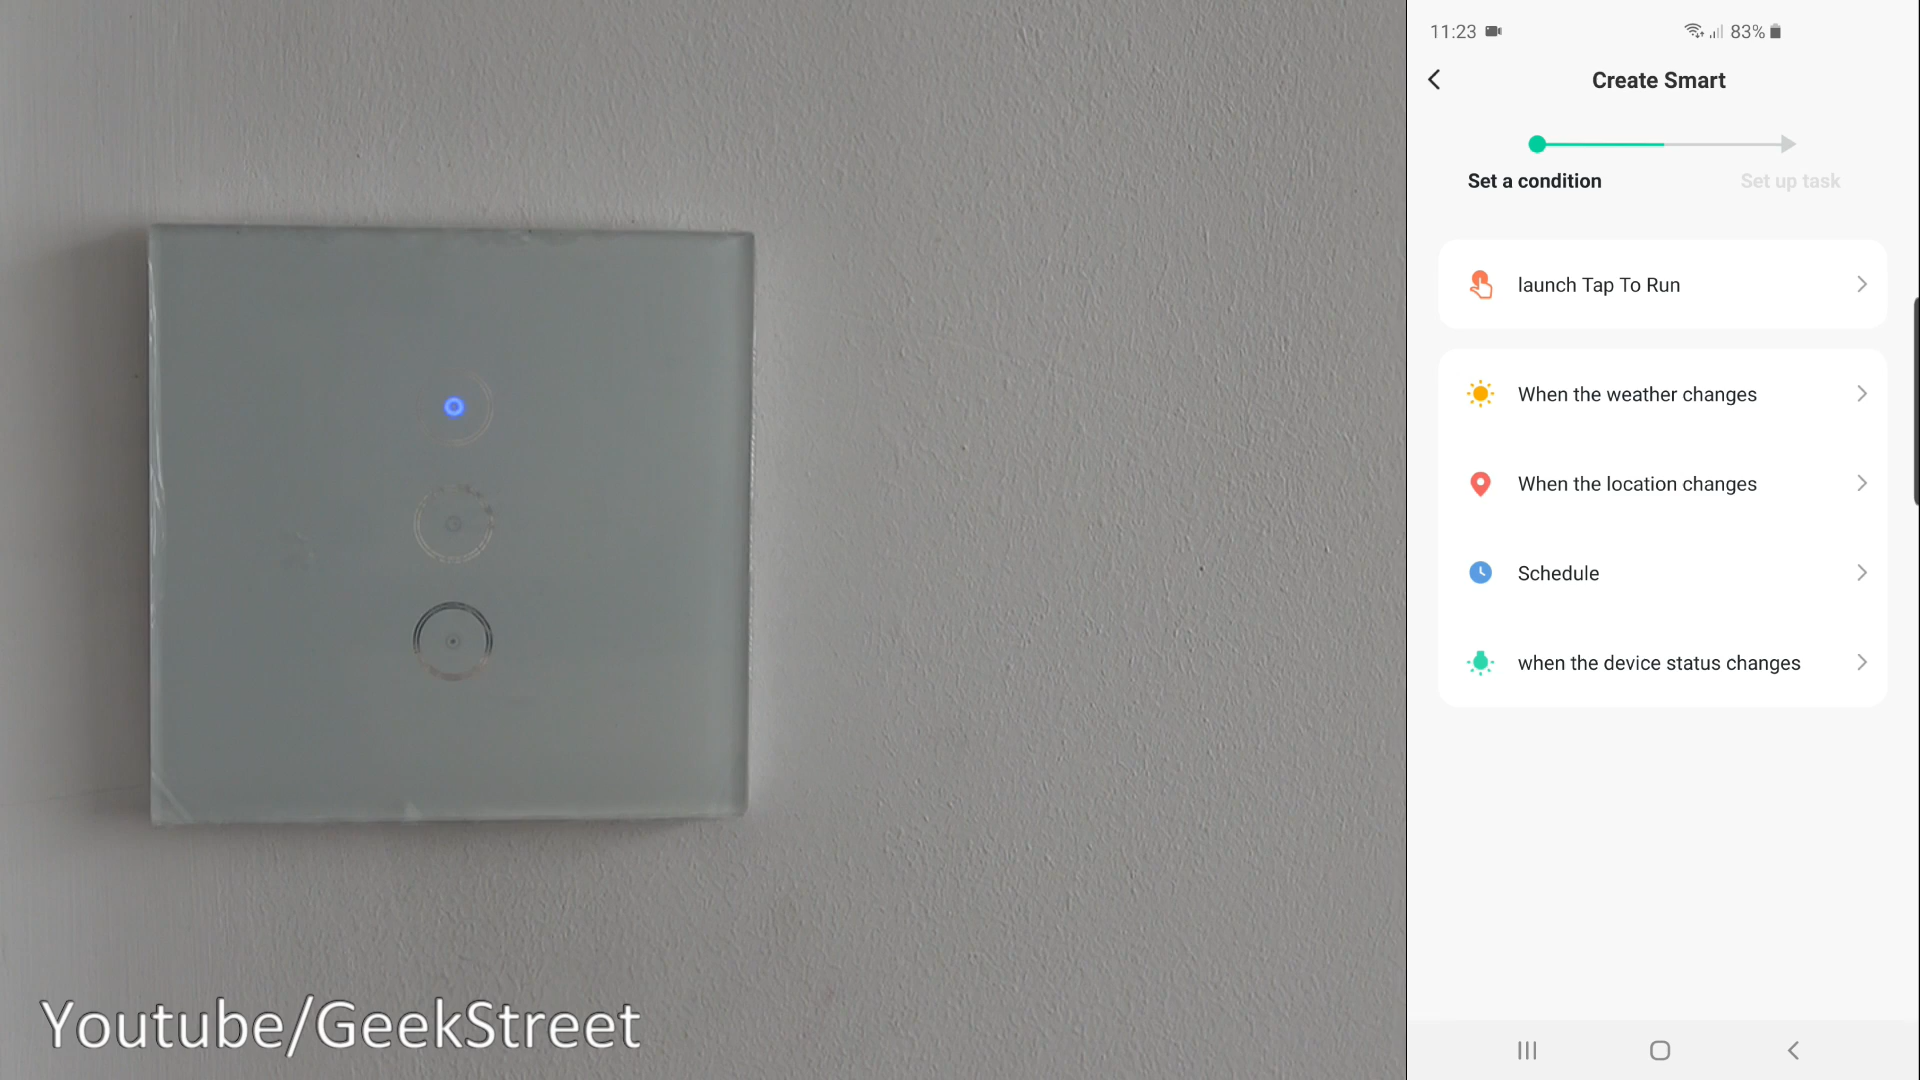 11:23
83%
Create Smart
Set a condition
Set up task
launch Tap To Run
When the weather changes
When the location changes
Schedule
when the device status changes
Youtube/GeekStreet